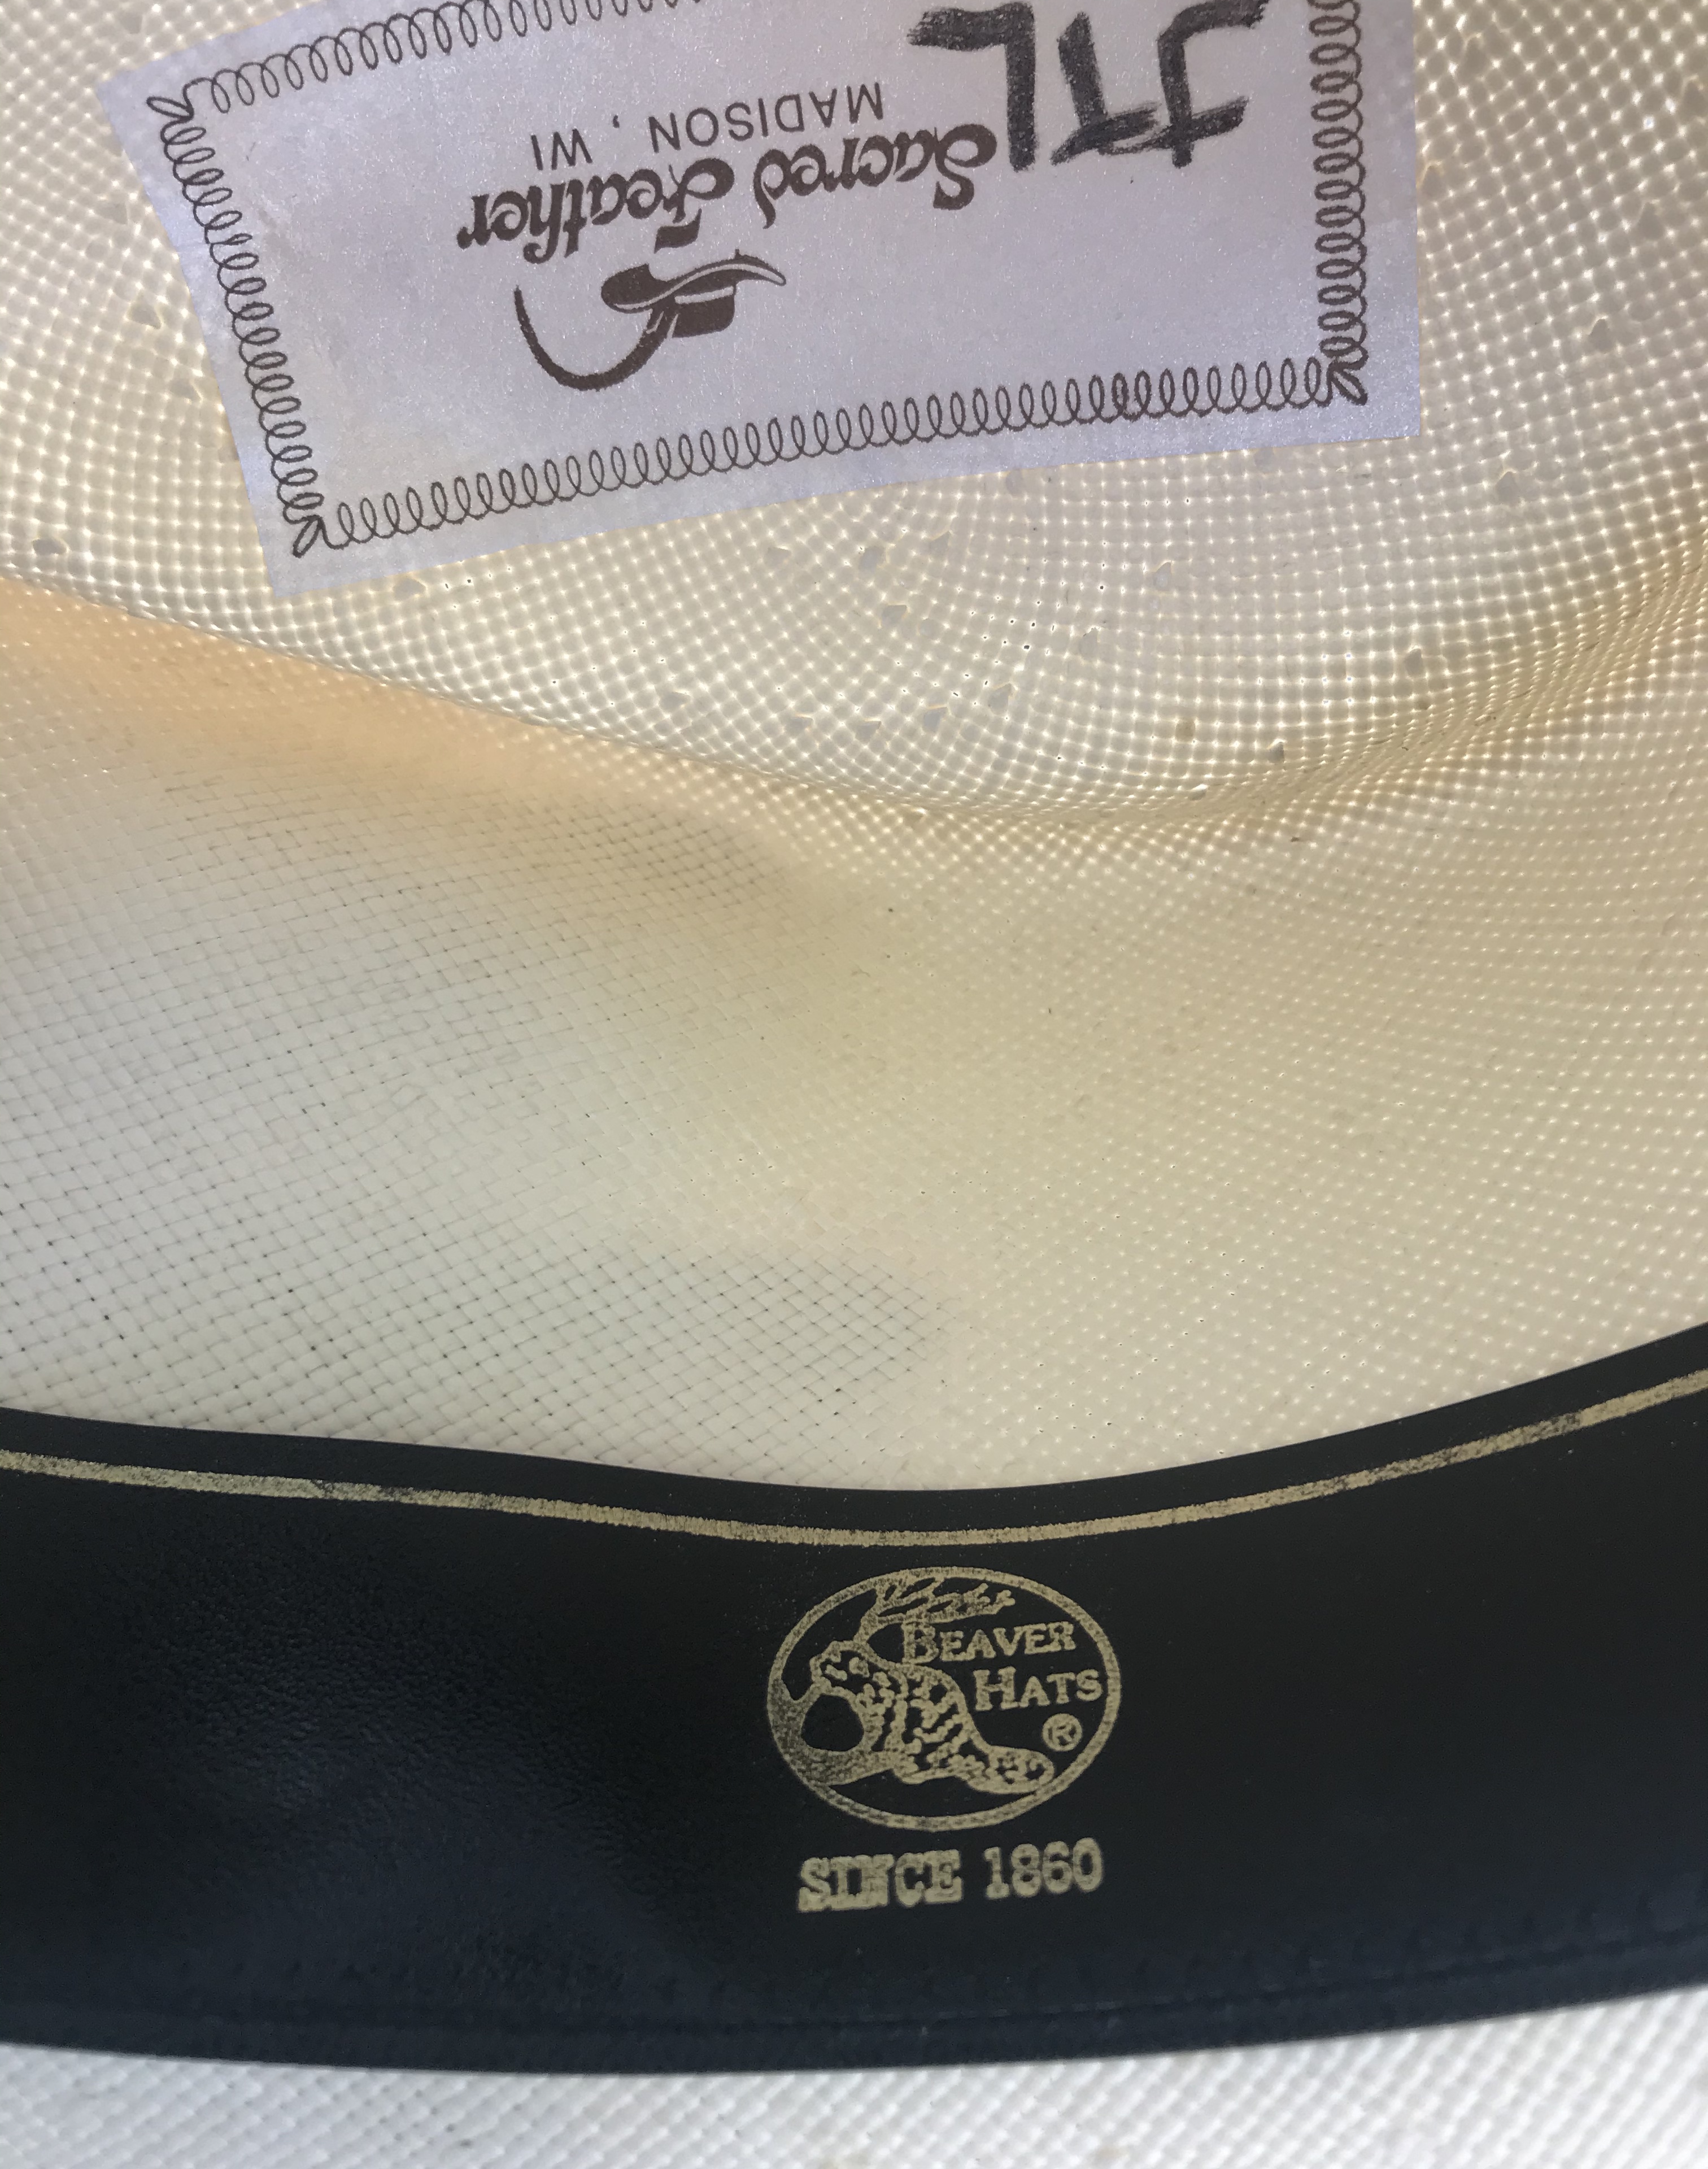 Sacred Feather
MADISON, WI
JTL
BEAVER
HATS
®
SINCE 1860